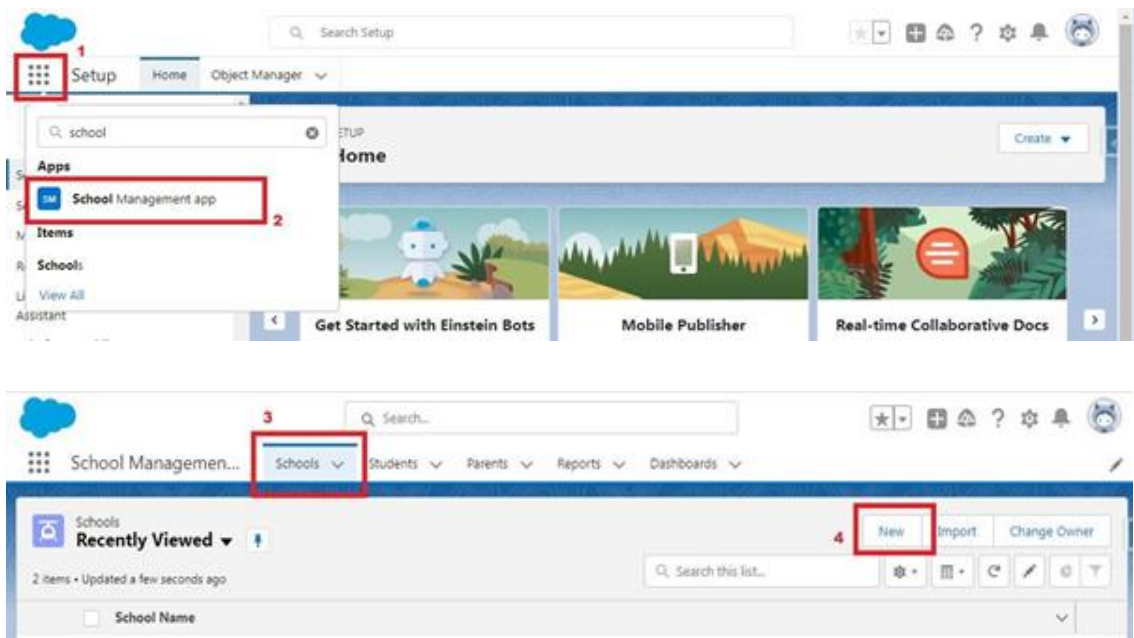 Search Setup
1
Setup Home Object Manager
school
SETUP
Home
Create
Apps
SM School Management app
2
Items
Schools
View All
Assistant
Get Started with Einstein Bots
Mobile Publisher
Real-time Collaborative Docs
3
Search...
School Managemen... Schools Students Parents Reports Dashboards
Schools
Recently Viewed
4
New Import Change Owner
2 items • Updated a few seconds ago
Search this list...
School Name